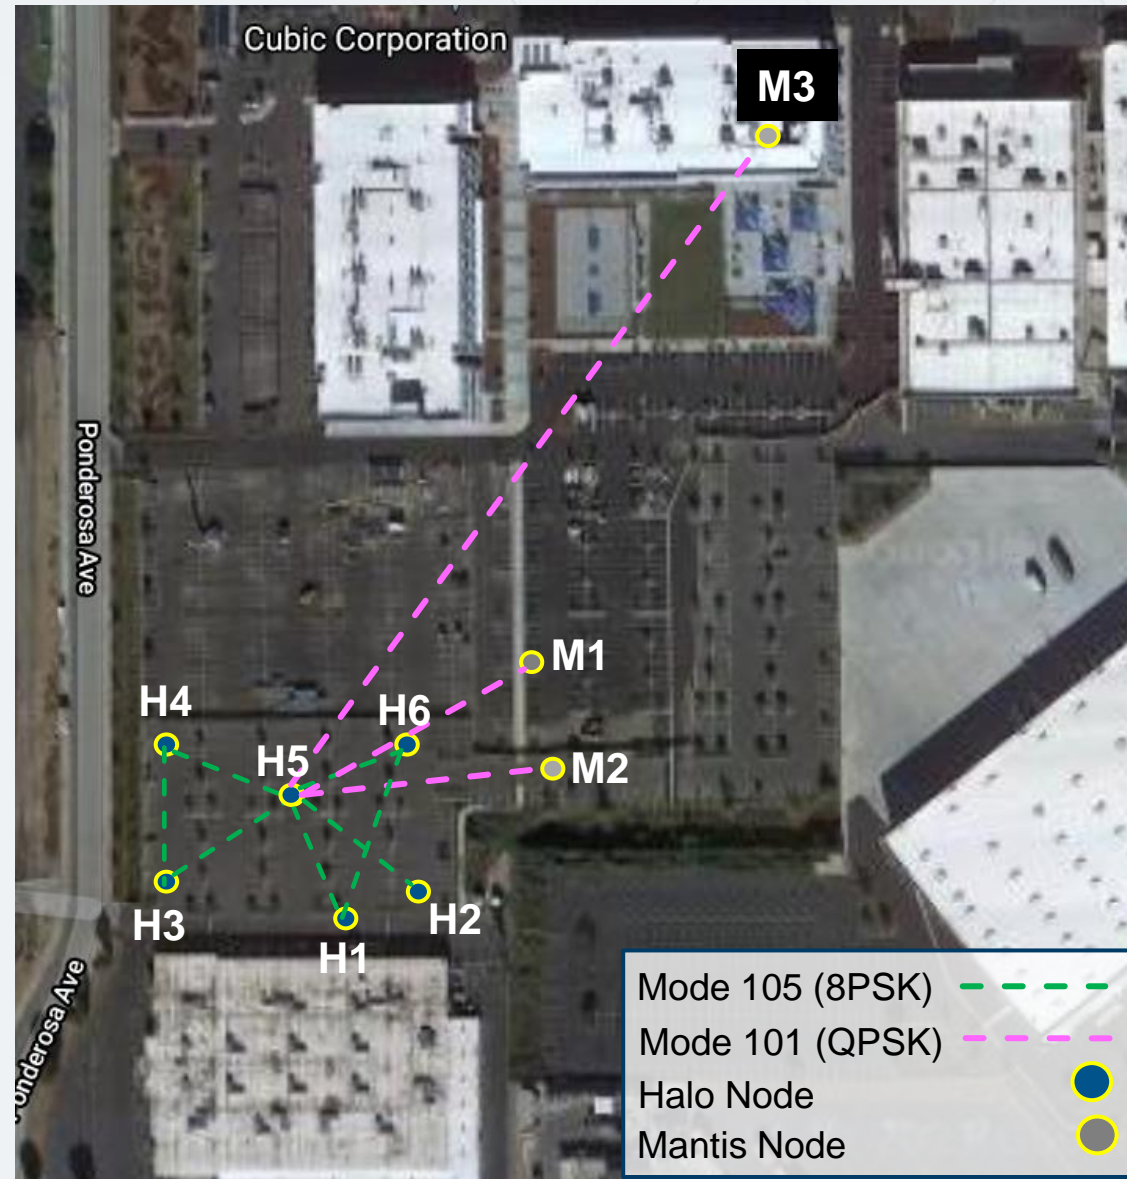 Cubic Corporation
M3
Ponderosa Ave
M1
H4
H6
H5
M2
H3
H2
H1
Ponderosa Ave
Mode 105 (8PSK)
Mode 101 (QPSK)
Halo Node
Mantis Node